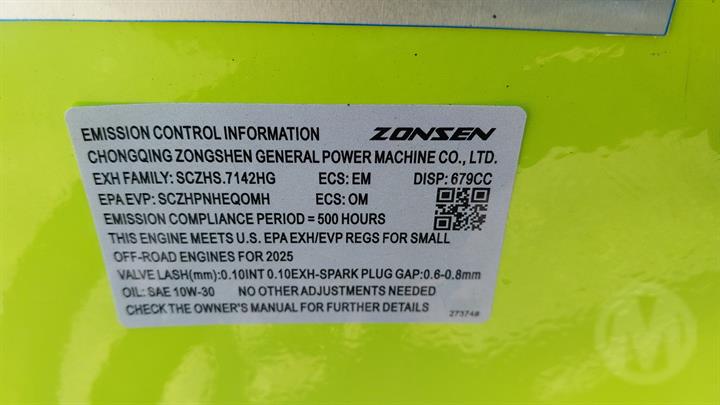 EMISSION CONTROL INFORMATION ZONSEN
CHONGQING ZONGSHEN GENERAL POWER MACHINE CO., LTD.
EXH FAMILY: SCZHS.7142HG ECS: EM DISP: 679CC
EPA EVP: SCZHPNHEQOMH ECS: OM
EMISSION COMPLIANCE PERIOD = 500 HOURS
THIS ENGINE MEETS U.S. EPA EXH/EVP REGS FOR SMALL
OFF-ROAD ENGINES FOR 2025
VALVE LASH(mm):0.10INT 0.10EXH-SPARK PLUG GAP:0.6-0.8mm
OIL: SAE 10W-30 NO OTHER ADJUSTMENTS NEEDED
CHECK THE OWNER'S MANUAL FOR FURTHER DETAILS 27374#
M